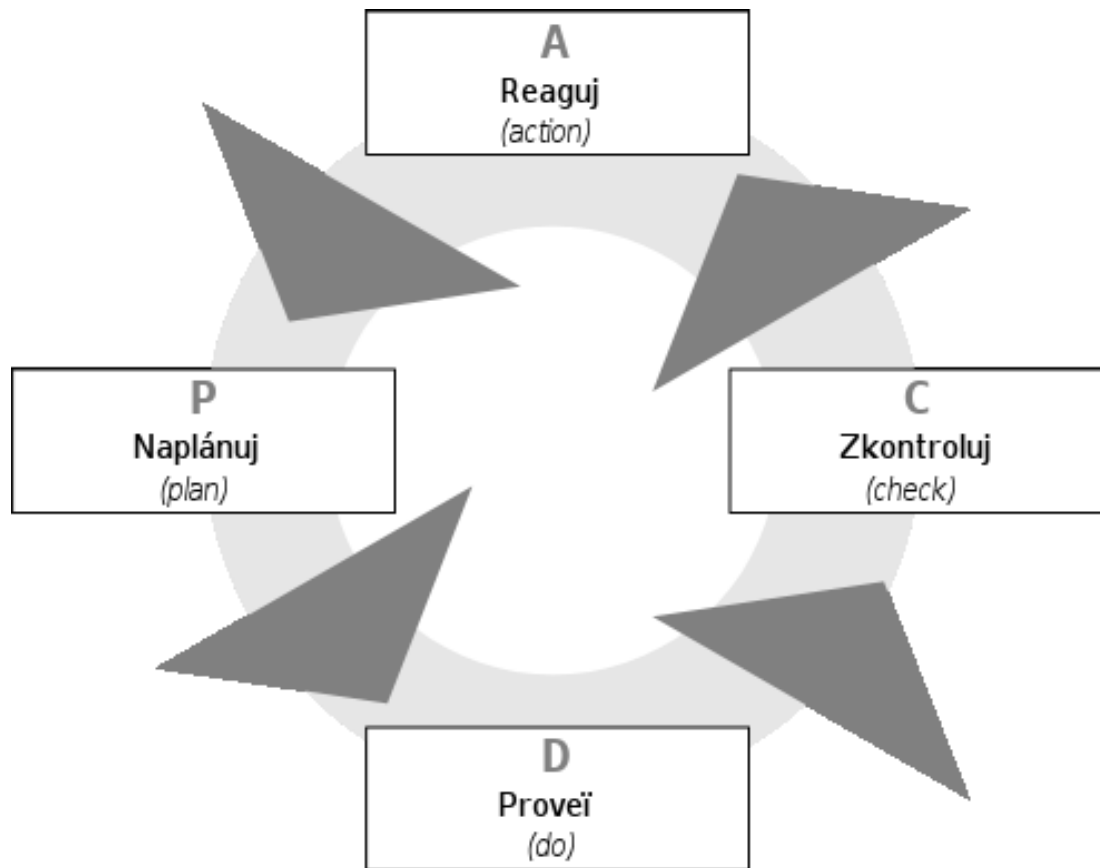 A
Reaguj
(action)
P
Naplánuj
(plan)
C
Zkontroluj
(check)
D
Proveï
(do)